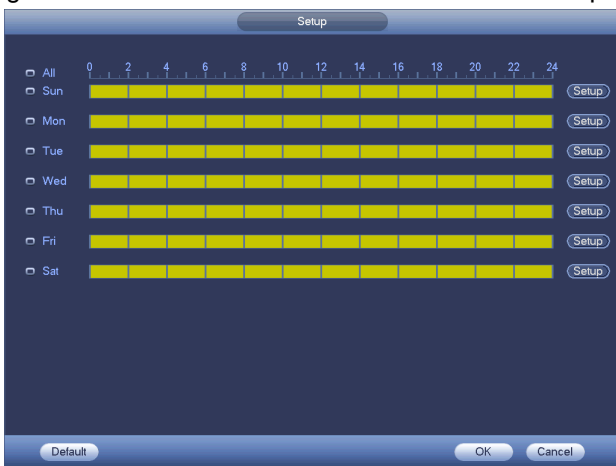 Setup
All 0 2 4 6 8 10 12 14 16 18 20 22 24
Sun Setup
Mon Setup
Tue Setup
Wed Setup
Thu Setup
Fri Setup
Sat Setup
Default OK Cancel